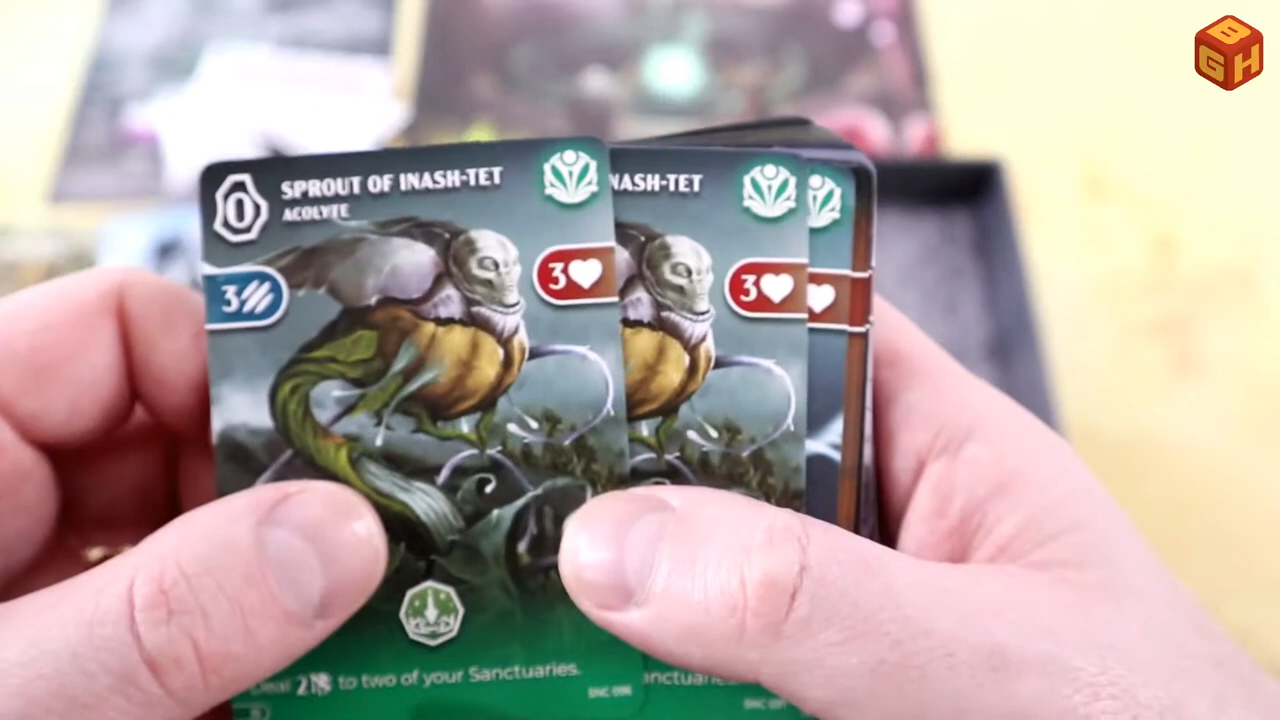 B
G H
0
SPROUT OF INASH-TET
ACOLYTE
3
3
NASH-TET
3
Deal 2 to two of your Sanctuaries.
SNC 096
anctuaries.
SNC 097